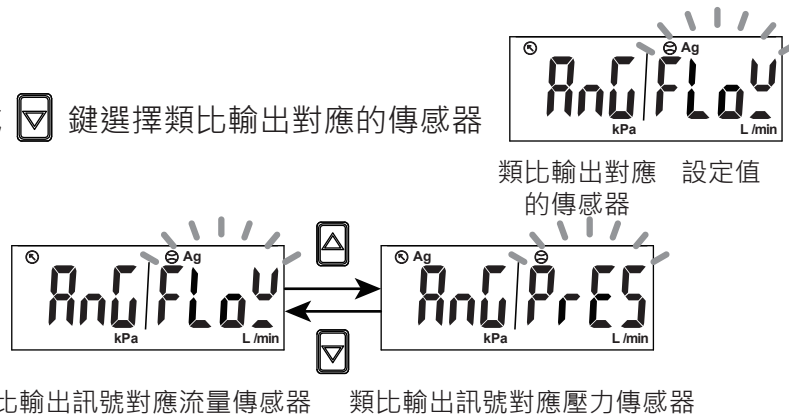 Ag
AnG FLoW
kPa L/min
鍵選擇類比輸出對應的傳感器
類比輸出對應 設定值
的傳感器
Ag Ag
AnG FLoW AnG PrES
kPa L/min kPa L/min
比輸出訊號對應流量傳感器 類比輸出訊號對應壓力傳感器